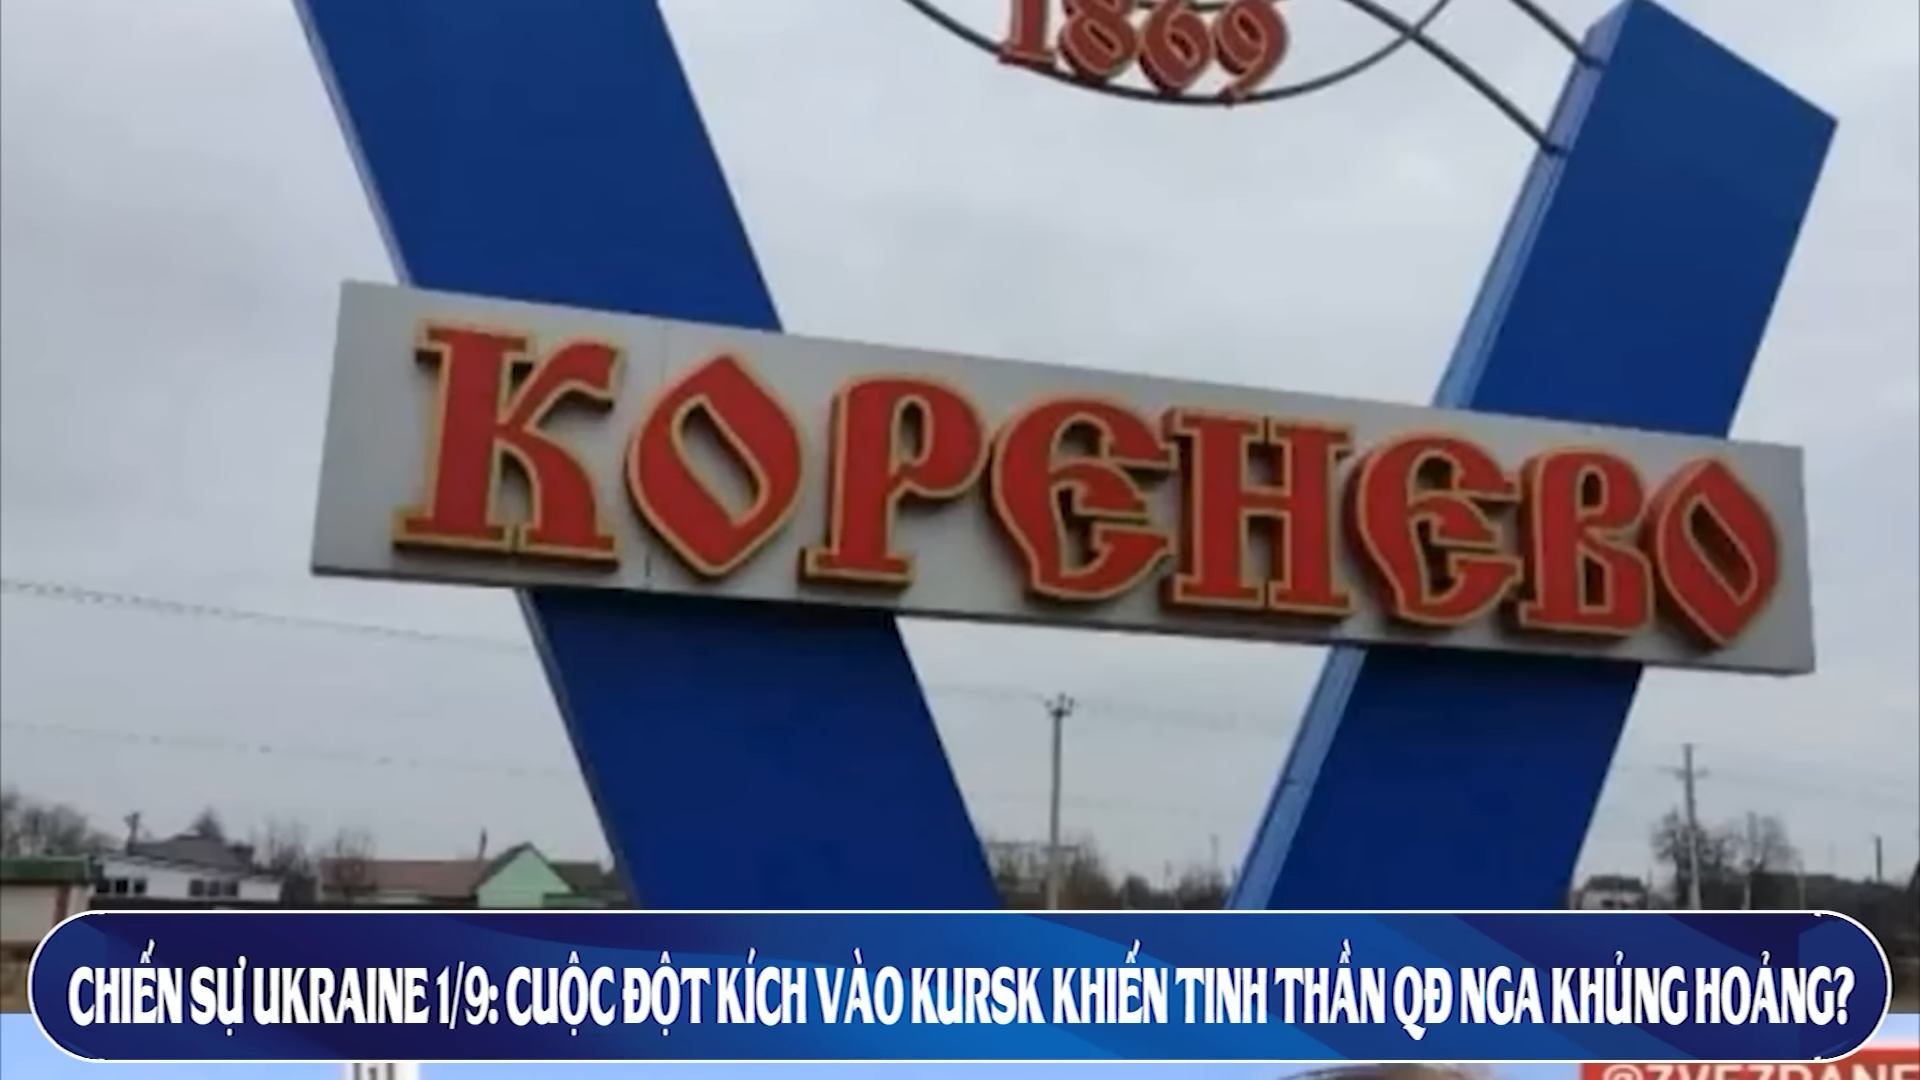 1869
КОРЕНЕВО
CHIẾN SỰ UKRAINE 1/9: CUỘC ĐỘT KÍCH VÀO KURSK KHIẾN TINH THẦN QĐ NGA KHỦNG HOẢNG?